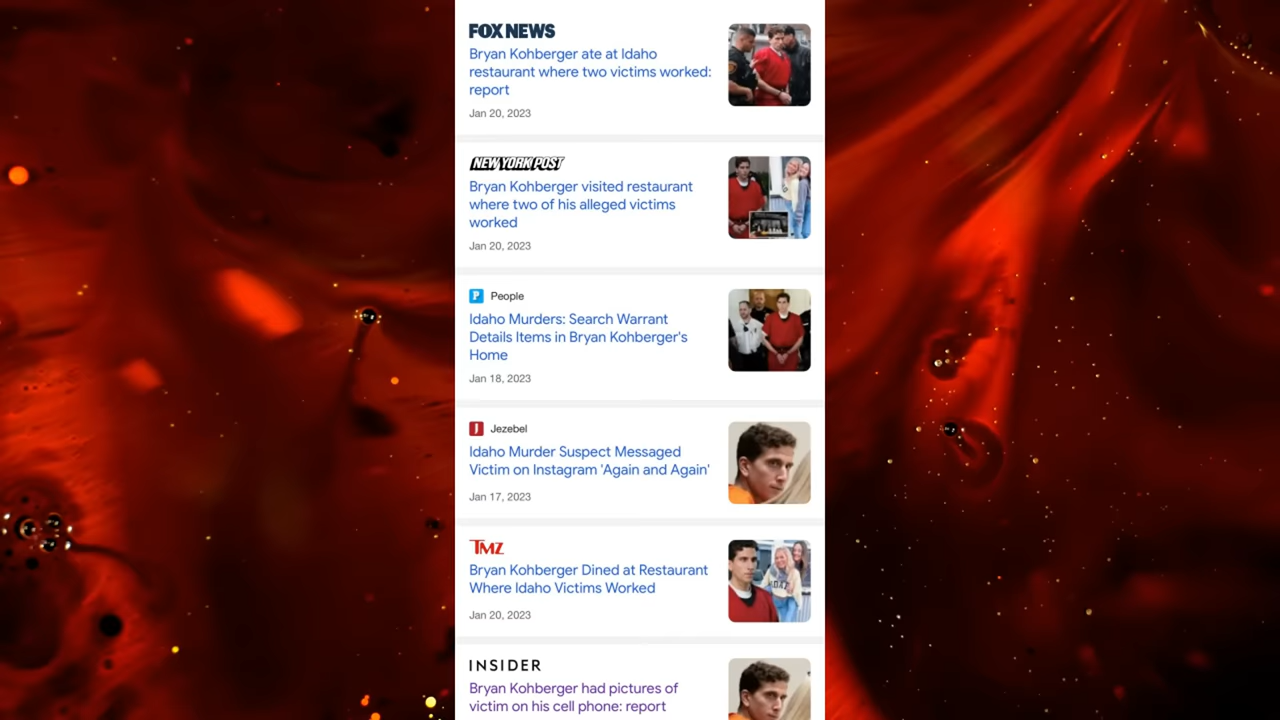 FOX NEWS
Bryan Kohberger ate at Idaho
restaurant where two victims worked:
report
Jan 20, 2023
NEW YORK POST
Bryan Kohberger visited restaurant
where two of his alleged victims
worked
Jan 20, 2023
P People
Idaho Murders: Search Warrant
Details Items in Bryan Kohberger's
Home
Jan 18, 2023
J Jezebel
Idaho Murder Suspect Messaged
Victim on Instagram 'Again and Again'
Jan 17, 2023
TMZ
Bryan Kohberger Dined at Restaurant
Where Idaho Victims Worked
Jan 20, 2023
INSIDER
Bryan Kohberger had pictures of
victim on his cell phone: report